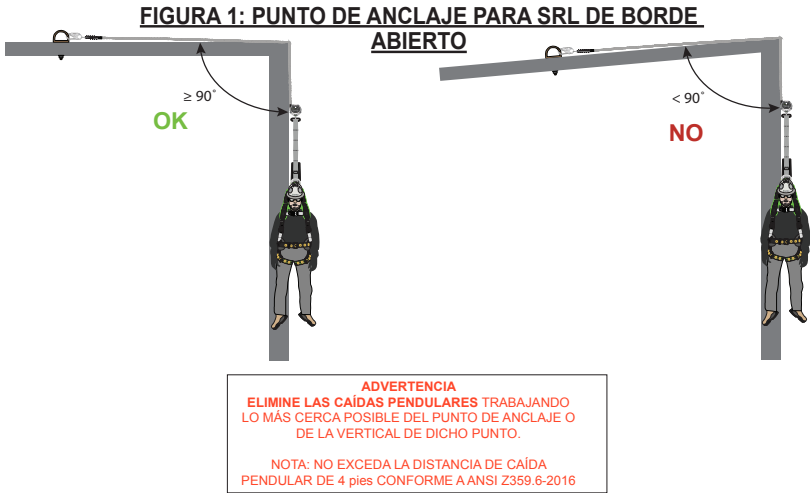 FIGURA 1: PUNTO DE ANCLAJE PARA SRL DE BORDE
ABIERTO
≥ 90˚
OK
< 90˚
NO
ADVERTENCIA
ELIMINE LAS CAÍDAS PENDULARES TRABAJANDO
LO MÁS CERCA POSIBLE DEL PUNTO DE ANCLAJE O
DE LA VERTICAL DE DICHO PUNTO.
NOTA: NO EXCEDA LA DISTANCIA DE CAÍDA
PENDULAR DE 4 pies CONFORME A ANSI Z359.6-2016